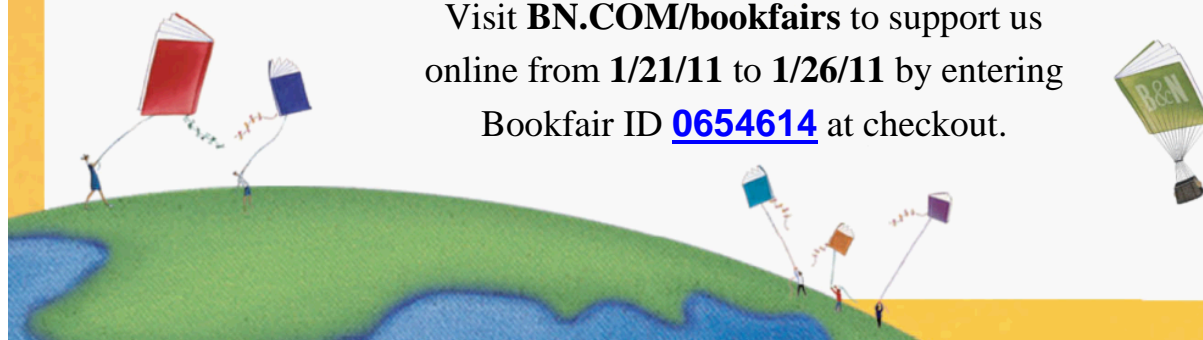 Visit BN.COM/bookfairs to support us
online from 1/21/11 to 1/26/11 by entering
Bookfair ID 0654614 at checkout.
B&N